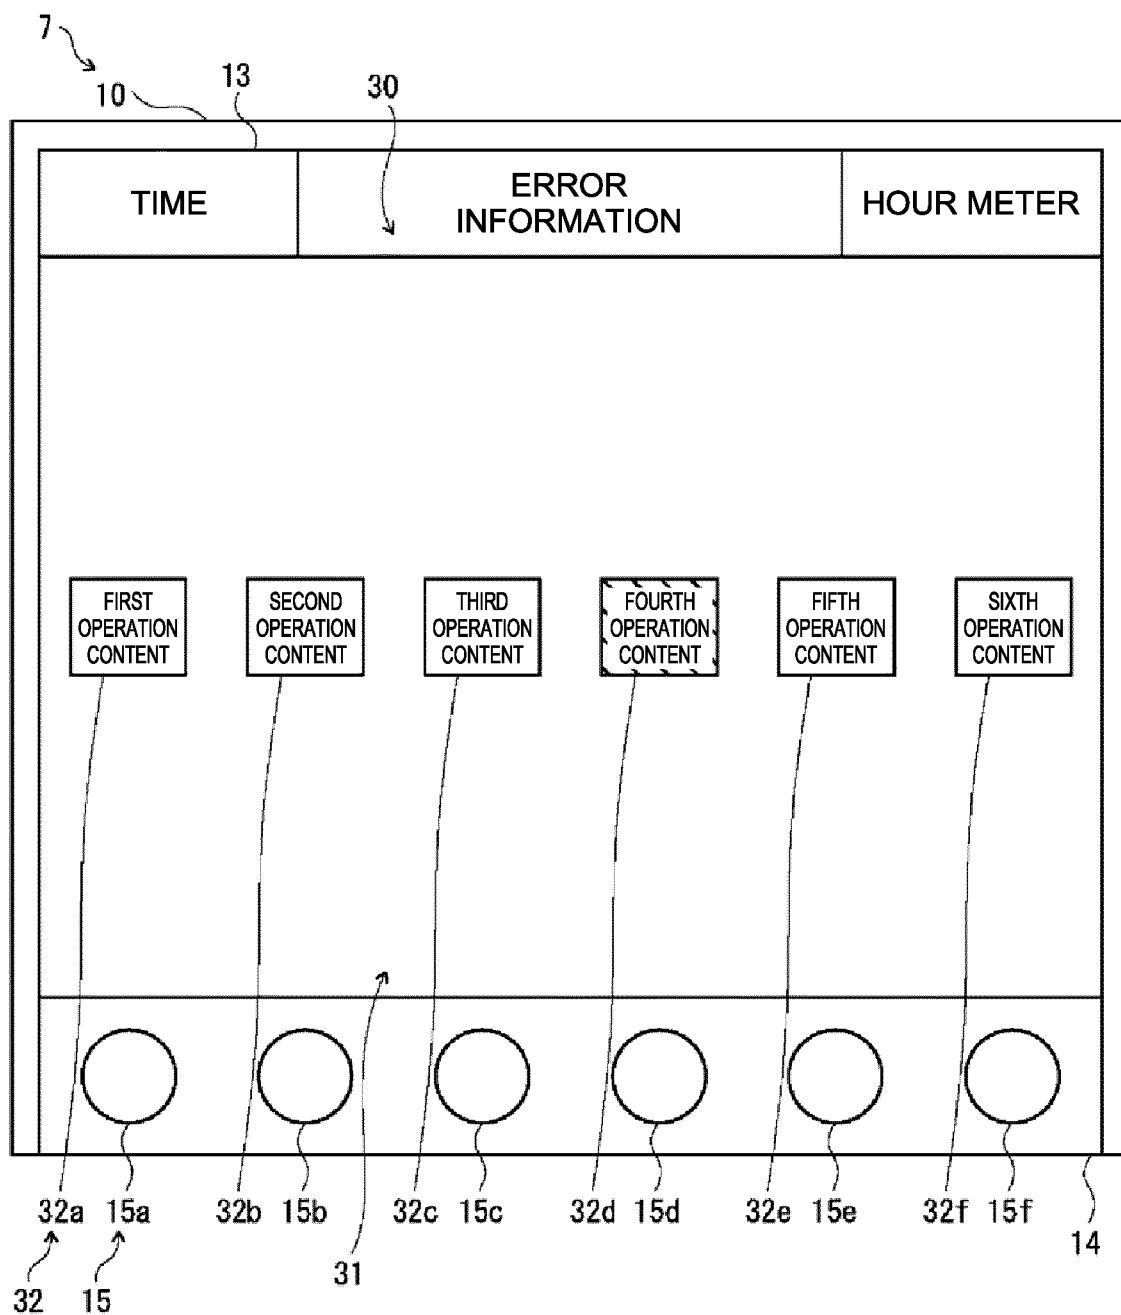 7
10
13
30
TIME
ERROR
INFORMATION
HOUR METER
FIRST
OPERATION
CONTENT
SECOND
OPERATION
CONTENT
THIRD
OPERATION
CONTENT
FOURTH
OPERATION
CONTENT
FIFTH
OPERATION
CONTENT
SIXTH
OPERATION
CONTENT
32a 15a 32b 15b 32c 15c 32d 15d 32e 15e 32f 15f
14
31
32 15